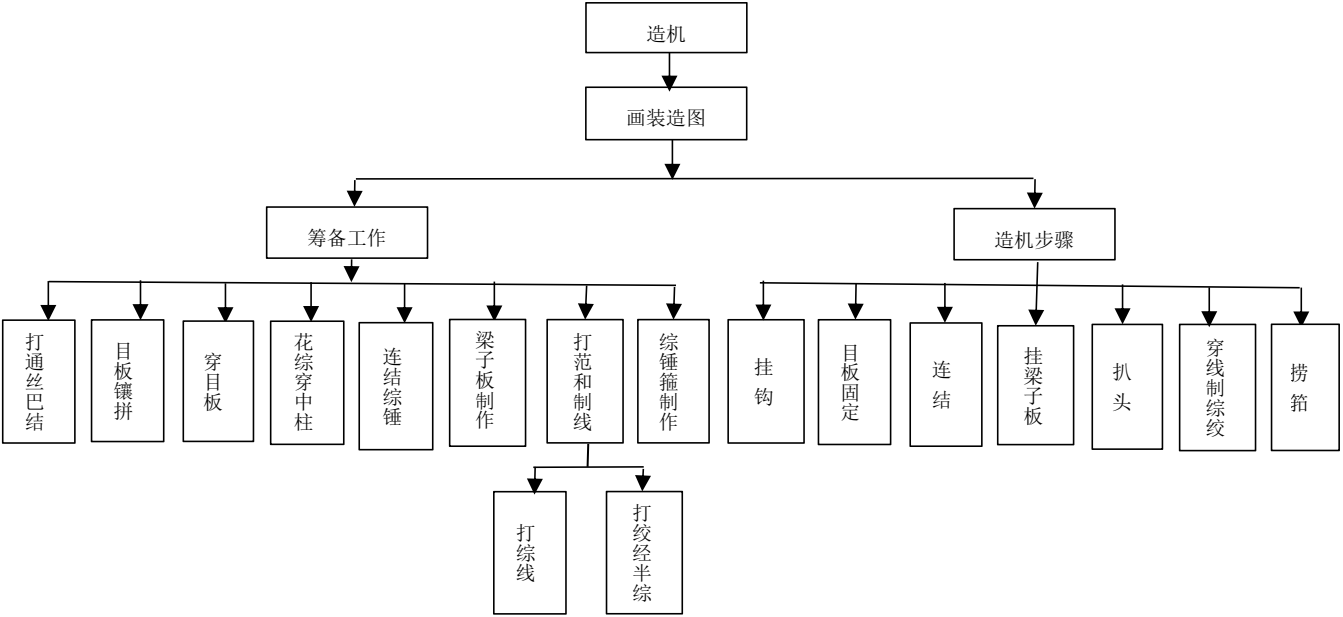 造机
画装造图
筹备工作
造机步骤
打通丝巴结
目板镶拼
穿目板
花综穿中柱
连结综锤
梁子板制作
打范和制线
综锤箍制作
挂钩
目板固定
连结
挂梁子板
扒头
穿线制综绞
捞筘
打综线
打绞经半综